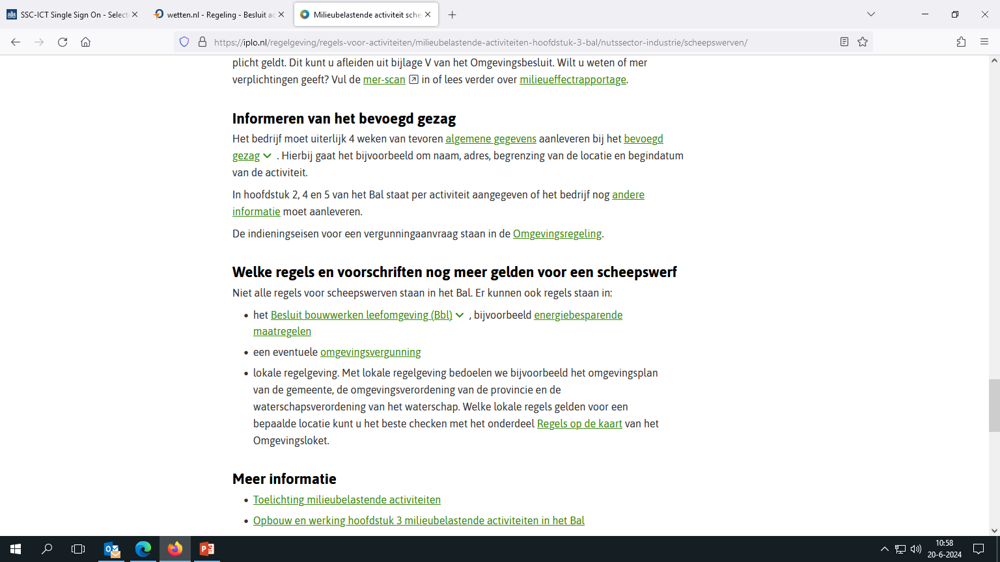 SSC-ICT Single Sign On - Select
wetten.nl - Regeling - Besluit ac
Milieubelastende activiteit sche
https://iplo.nl/regelgeving/regels-voor-activiteiten/milieubelastende-activiteiten-hoofdstuk-3-bal/nutssector-industrie/scheepswerven/
plicht geldt. Dit kunt u afleiden uit bijlage V van het Omgevingsbesluit. Wilt u weten of mer
verplichtingen geeft? Vul de mer-scan in of lees verder over milieueffectrapportage.
Informeren van het bevoegd gezag
Het bedrijf moet uiterlijk 4 weken van tevoren algemene gegevens aanleveren bij het bevoegd
gezag . Hierbij gaat het bijvoorbeeld om naam, adres, begrenzing van de locatie en begindatum
van de activiteit.
In hoofdstuk 2, 4 en 5 van het Bal staat per activiteit aangegeven of het bedrijf nog andere
informatie moet aanleveren.
De indieningseisen voor een vergunningaanvraag staan in de Omgevingsregeling.
Welke regels en voorschriften nog meer gelden voor een scheepswerf
Niet alle regels voor scheepswerven staan in het Bal. Er kunnen ook regels staan in:
• het Besluit bouwwerken leefomgeving (Bbl) , bijvoorbeeld energiebesparende
maatregelen
• een eventuele omgevingsvergunning
• lokale regelgeving. Met lokale regelgeving bedoelen we bijvoorbeeld het omgevingsplan
van de gemeente, de omgevingsverordening van de provincie en de
waterschapsverordening van het waterschap. Welke lokale regels gelden voor een
bepaalde locatie kunt u het beste checken met het onderdeel Regels op de kaart van het
Omgevingsloket.
Meer informatie
• Toelichting milieubelastende activiteiten
• Opbouw en werking hoofdstuk 3 milieubelastende activiteiten in het Bal
10:58
20-6-2024